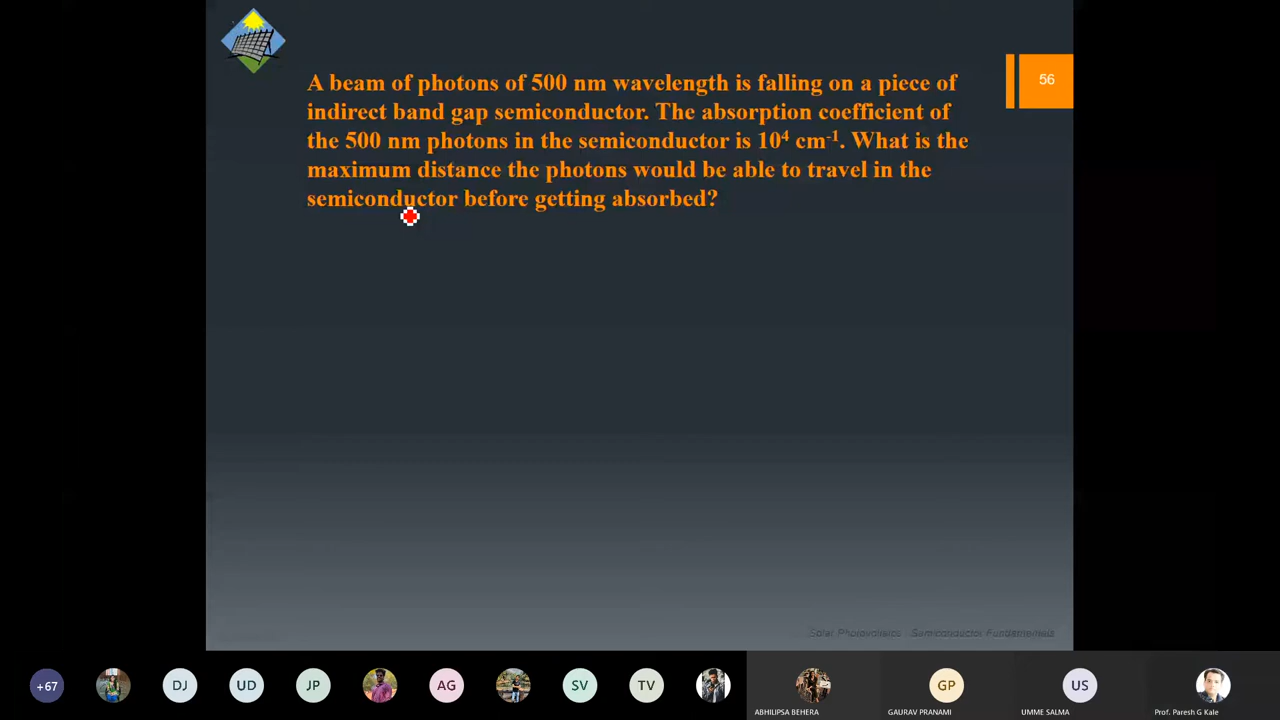 56
A beam of photons of 500 nm wavelength is falling on a piece of
indirect band gap semiconductor. The absorption coefficient of
the 500 nm photons in the semiconductor is 10⁴ cm⁻¹. What is the
maximum distance the photons would be able to travel in the
semiconductor before getting absorbed?
Solar Photovoltaics : Semiconductor Fundamentals
+67
DJ
UD
JP
AG
SV
TV
GP
US
ABHILIPSA BEHERA
GAURAV PRANAMI
UMME SALMA
Prof. Paresh G Kale